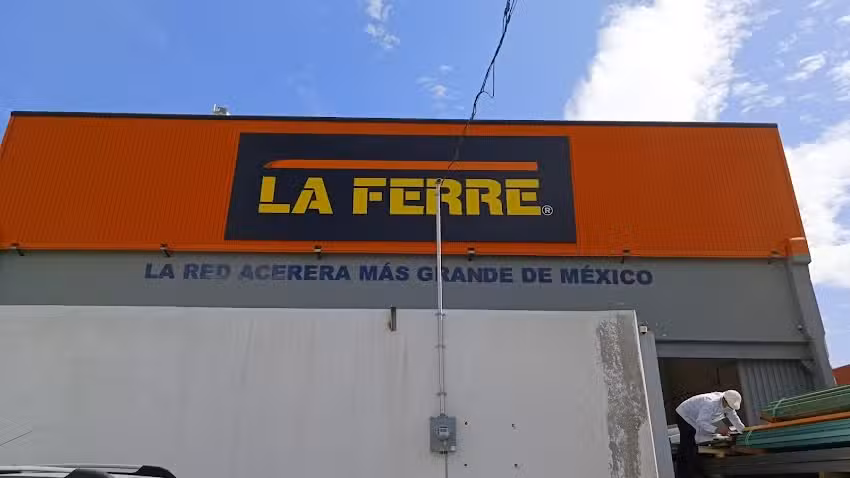 LA FERRE®
LA RED ACERERA MÁS GRANDE DE MÉXICO